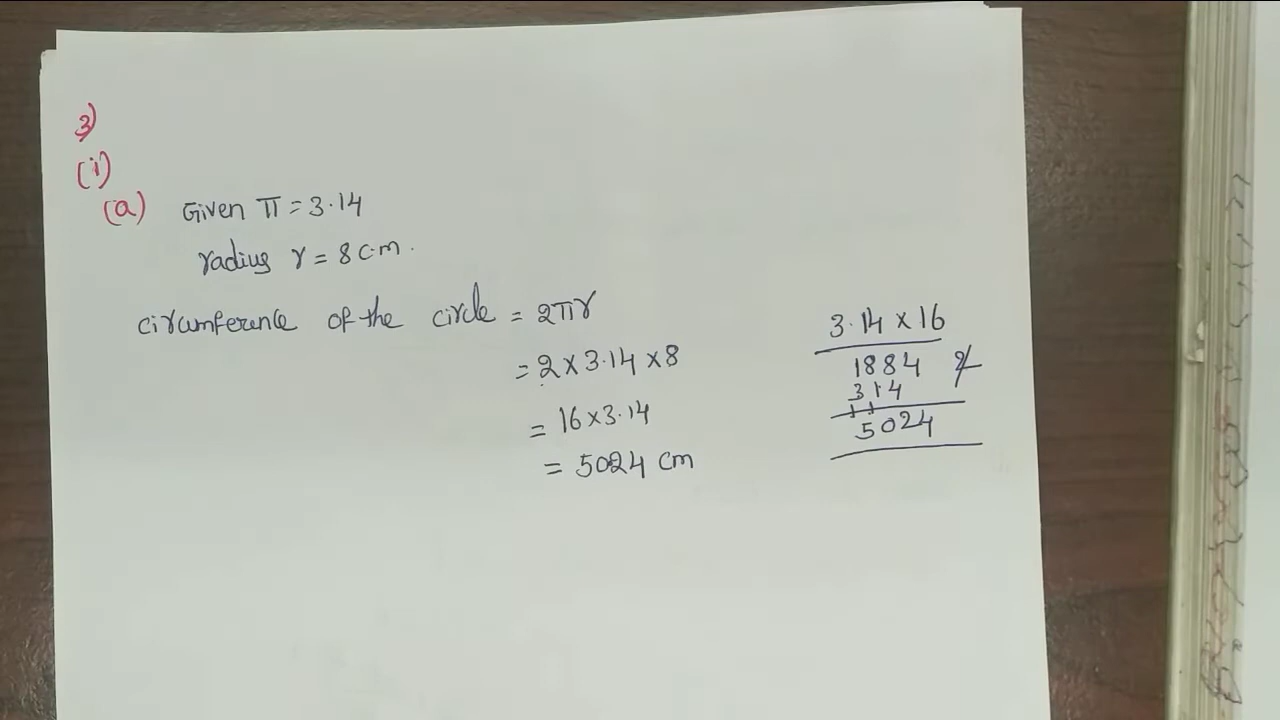 3)
(i)
(a) Given π = 3.14
radius r = 8 cm.
circumference of the circle = 2πr
= 2 × 3.14 × 8
= 16 × 3.14
= 5024 cm
3.14 × 16
1884
314
5024